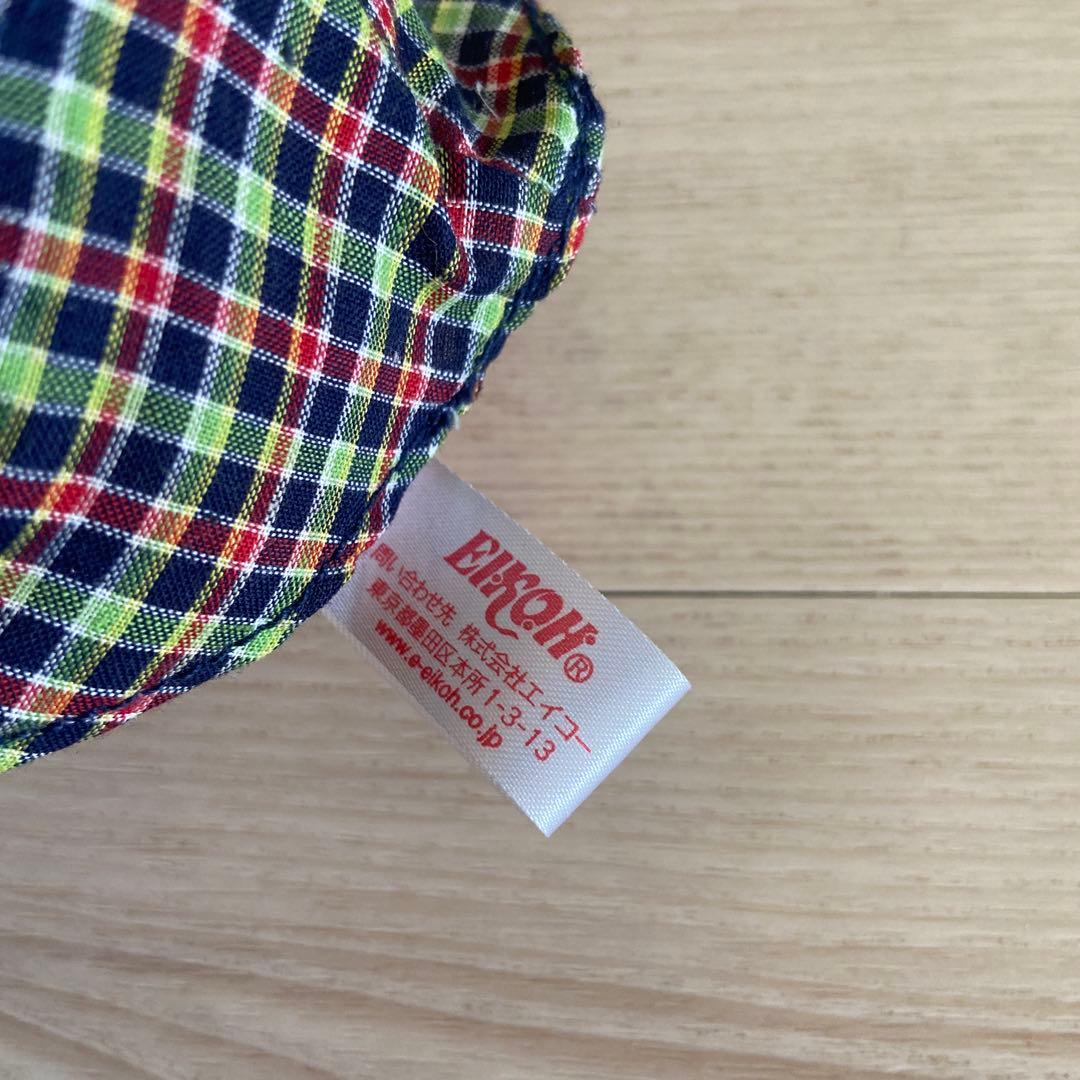 EIKOH®
問い合わせ先 株式会社エイコー
東京都墨田区本所1-3-13
www.e-eikoh.co.jp